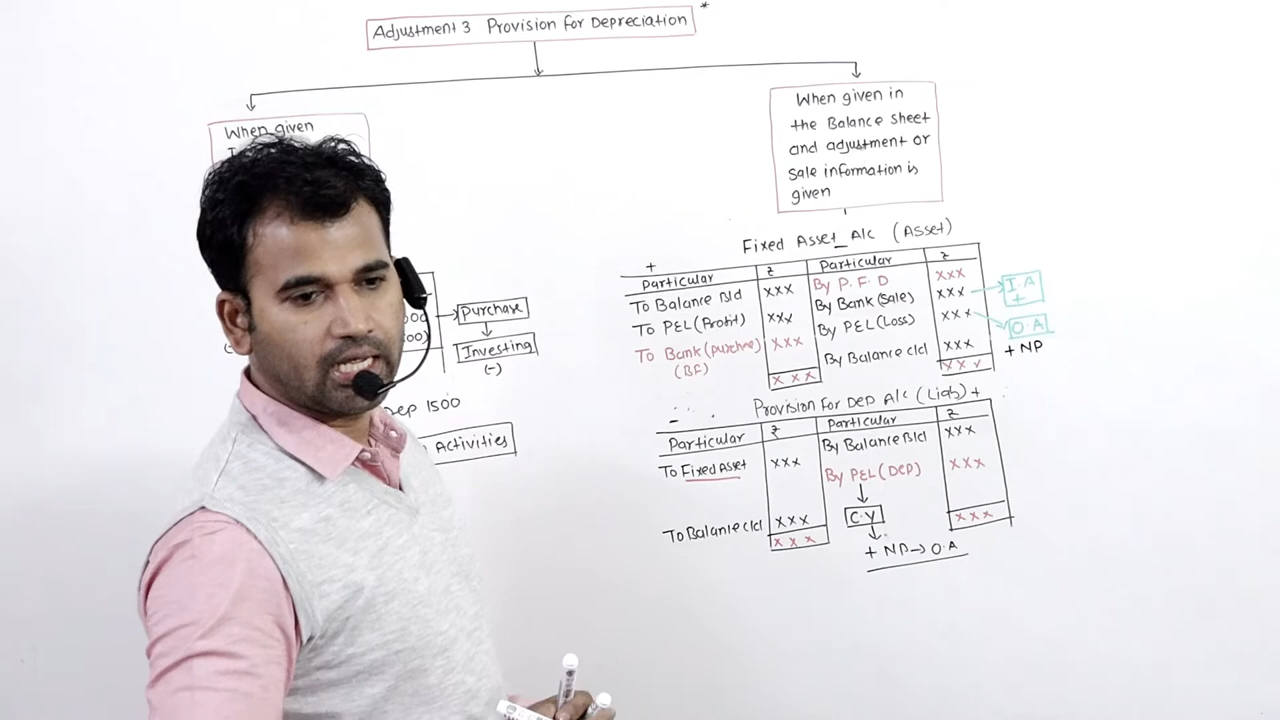 Adjustment 3 Provision for Depreciation *
When given
When given in
the Balance sheet
and adjustment or
sale information is
given
Purchase
Investing
(-)
Dep 1500
Activities
Fixed Asset A/c (Asset)
+
Particular ₹ Particular ₹
To Balance B/d xxx By P.F.D xxx
To P&L (Profit) xxx By Bank (Sale) xxx
To Bank (purchase) xxx By P&L (Loss) xxx
(BF) By Balance c/d xxx
xxx xxx
I.A
+
O.A
+ NP
Provision for Dep A/c (Liab) +
-
Particular ₹ Particular ₹
By Balance B/d xxx
To Fixed Asset xxx By P&L (Dep) xxx
C.Y
To Balance c/d xxx
xxx xxx
+ NP → O.A